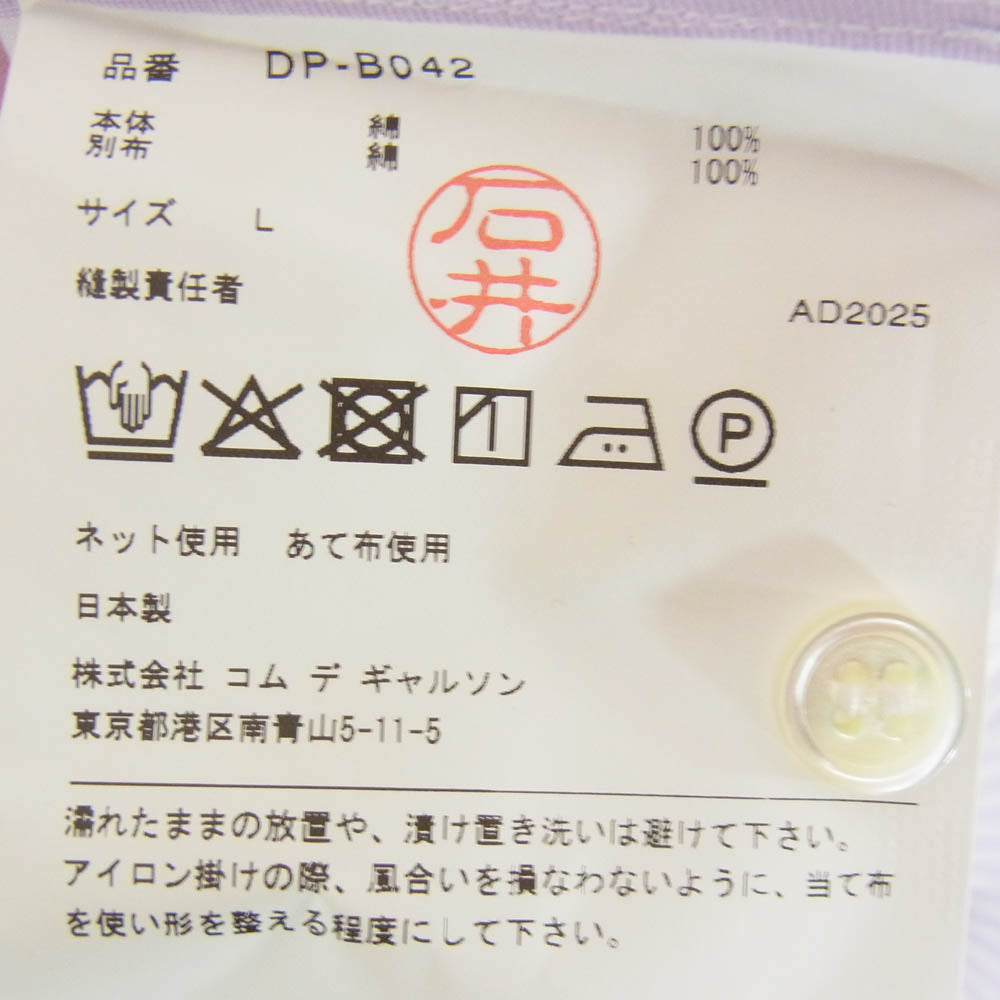 品番 DP-B042
本体 綿 100%
別布 綿 100%
サイズ L
縫製責任者 石井
AD2025
P
ネット使用 あて布使用
日本製
株式会社 コム デ ギャルソン
東京都港区南青山5-11-5
濡れたままの放置や、漬け置き洗いは避けて下さい。
アイロン掛けの際、風合いを損なわないように、当て布
を使い形を整える程度にして下さい。